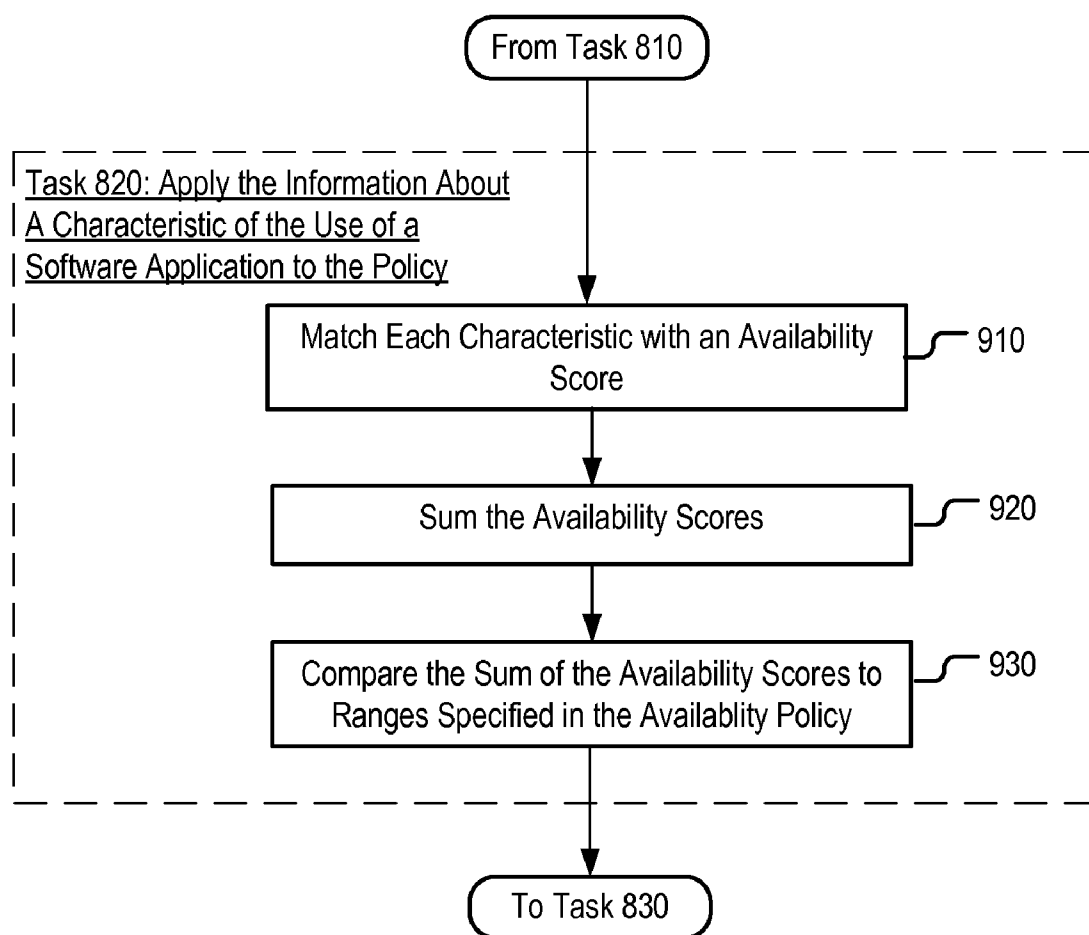 From Task 810
Task 820: Apply the Information About
A Characteristic of the Use of a
Software Application to the Policy
Match Each Characteristic with an Availability
Score
910
Sum the Availability Scores
920
Compare the Sum of the Availability Scores to
Ranges Specified in the Availablity Policy
930
To Task 830